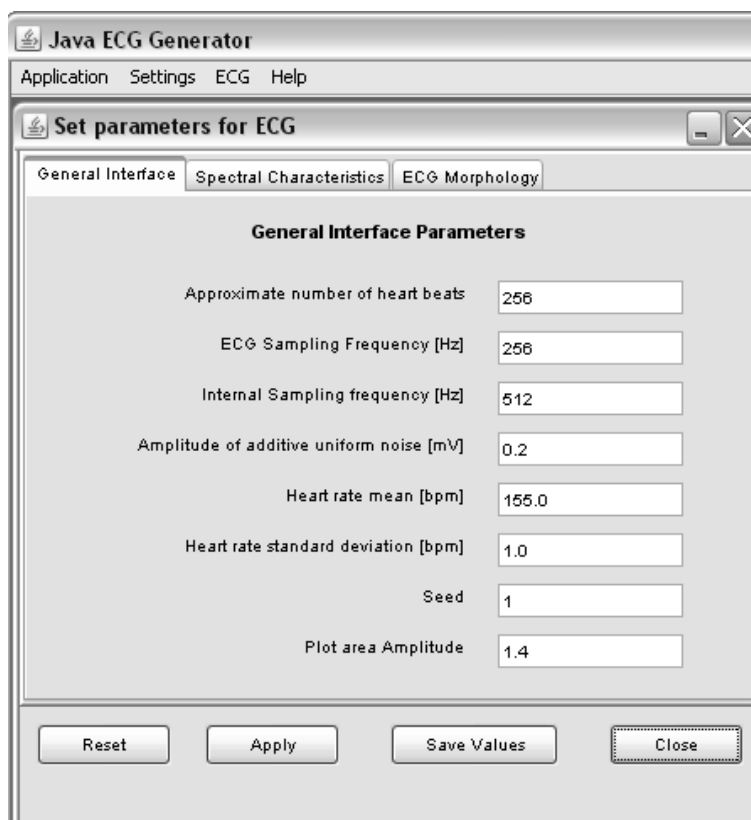 Java ECG Generator
Application Settings ECG Help
Set parameters for ECG
General Interface Spectral Characteristics ECG Morphology
General Interface Parameters
Approximate number of heart beats 256
ECG Sampling Frequency [Hz] 256
Internal Sampling frequency [Hz] 512
Amplitude of additive uniform noise [mV] 0.2
Heart rate mean [bpm] 155.0
Heart rate standard deviation [bpm] 1.0
Seed 1
Plot area Amplitude 1.4
Reset Apply Save Values Close